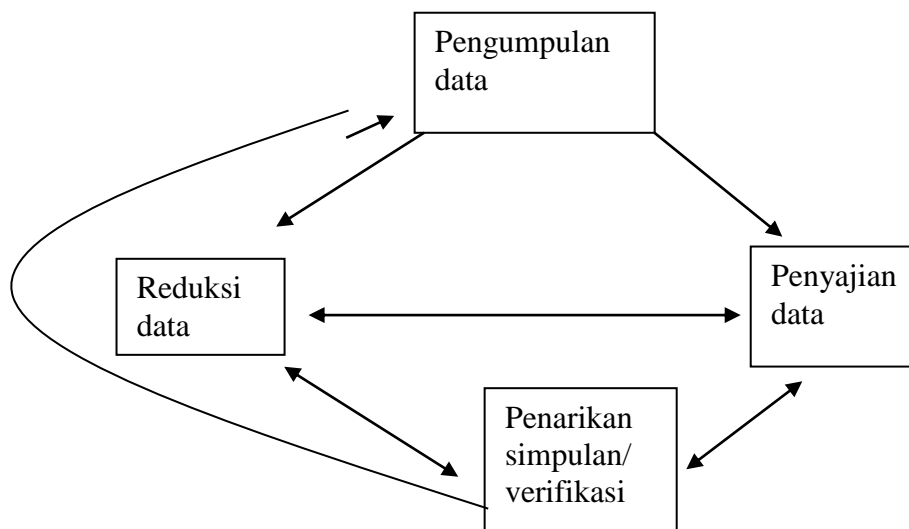 Pengumpulan
data
Reduksi
data
Penyajian
data
Penarikan
simpulan/
verifikasi